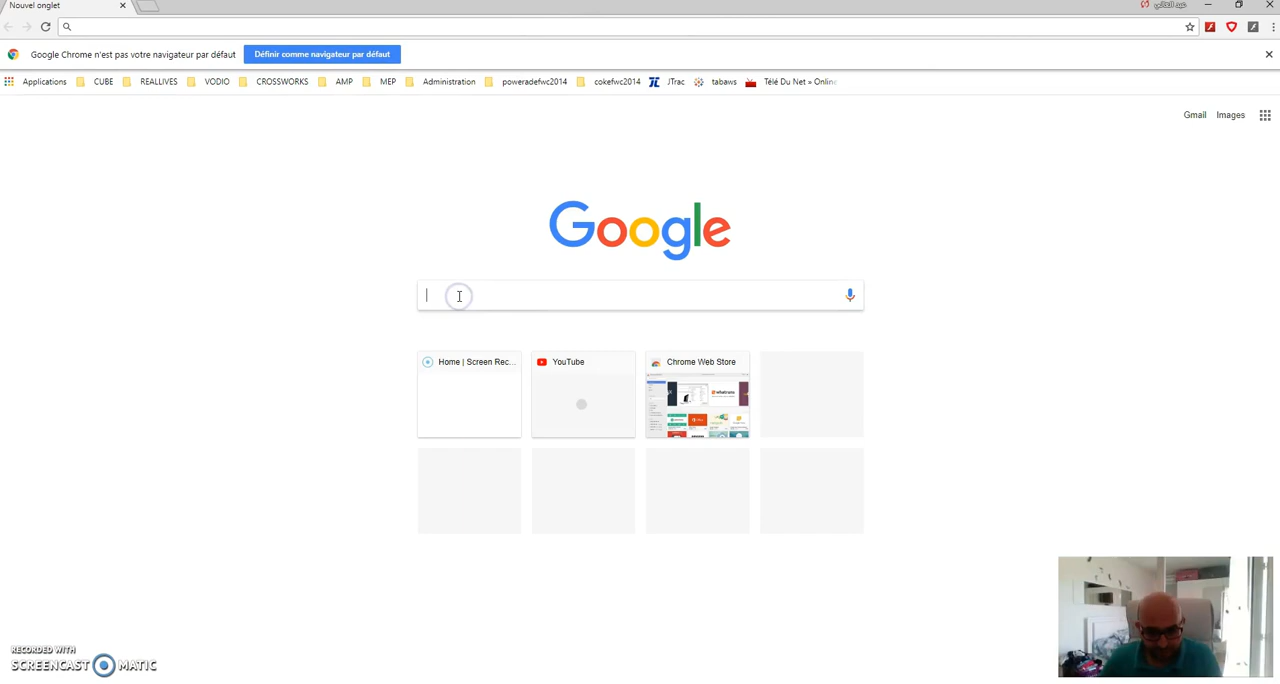 Nouvel onglet
عبد العالي
Google Chrome n'est pas votre navigateur par défaut
Définir comme navigateur par défaut
Applications CUBE REALLIVES VODIO CROSSWORKS AMP MEP Administration poweradefwc2014 cokefwc2014 JTrac tabaws Télé Du Net » Online
Gmail Images
Google
Home | Screen Rec... YouTube Chrome Web Store
RECORDED WITH
SCREENCAST MATIC